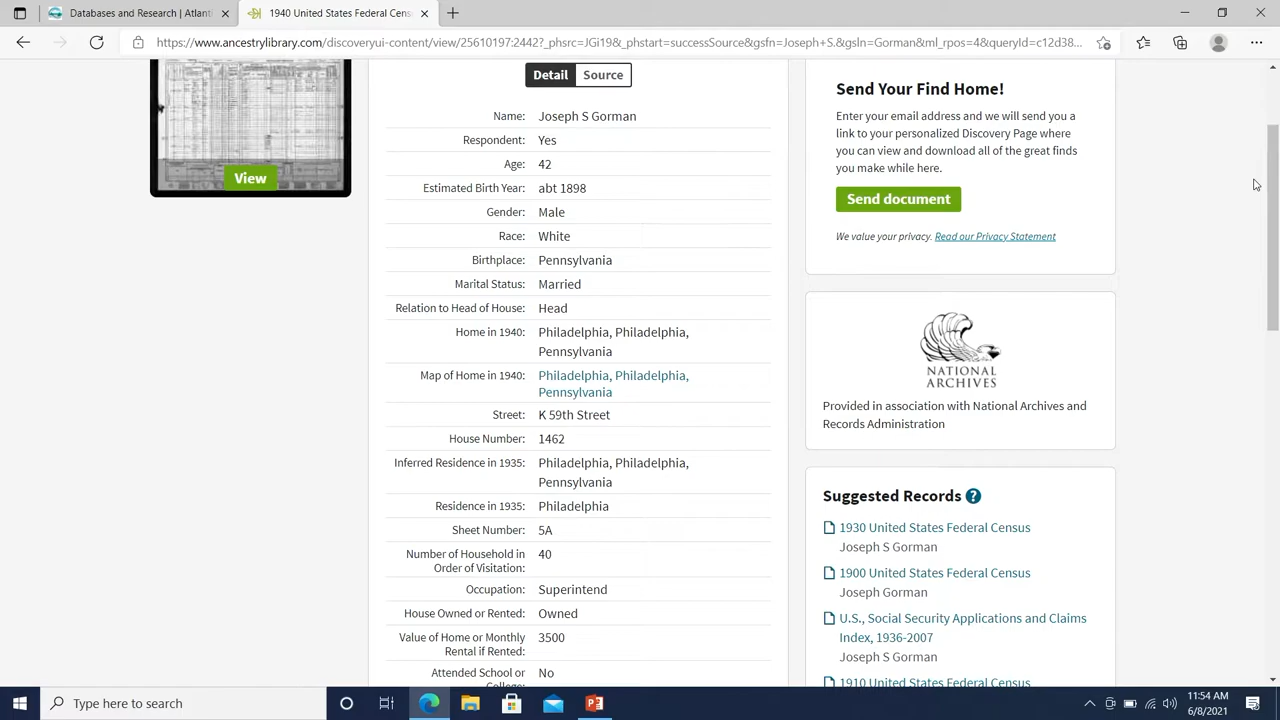 Databases and Research | Atlanti
1940 United States Federal Cens
https://www.ancestrylibrary.com/discoveryui-content/view/25610197:2442?_phsrc=JGi19&_phstart=successSource&gsfn=Joseph+S.&gsln=Gorman&ml_rpos=4&queryId=c12d38...
View
Detail
Source
Name: Joseph S Gorman
Respondent: Yes
Age: 42
Estimated Birth Year: abt 1898
Gender: Male
Race: White
Birthplace: Pennsylvania
Marital Status: Married
Relation to Head of House: Head
Home in 1940: Philadelphia, Philadelphia,
Pennsylvania
Map of Home in 1940: Philadelphia, Philadelphia,
Pennsylvania
Street: K 59th Street
House Number: 1462
Inferred Residence in 1935: Philadelphia, Philadelphia,
Pennsylvania
Residence in 1935: Philadelphia
Sheet Number: 5A
Number of Household in 40
Order of Visitation:
Occupation: Superintend
House Owned or Rented: Owned
Value of Home or Monthly 3500
Rental if Rented:
Attended School or No
College:
Send Your Find Home!
Enter your email address and we will send you a
link to your personalized Discovery Page where
you can view and download all of the great finds
you make while here.
Send document
We value your privacy. Read our Privacy Statement
NATIONAL
ARCHIVES
Provided in association with National Archives and
Records Administration
Suggested Records ?
1930 United States Federal Census
Joseph S Gorman
1900 United States Federal Census
Joseph Gorman
U.S., Social Security Applications and Claims
Index, 1936-2007
Joseph S Gorman
1910 United States Federal Census
Type here to search
11:54 AM
6/8/2021